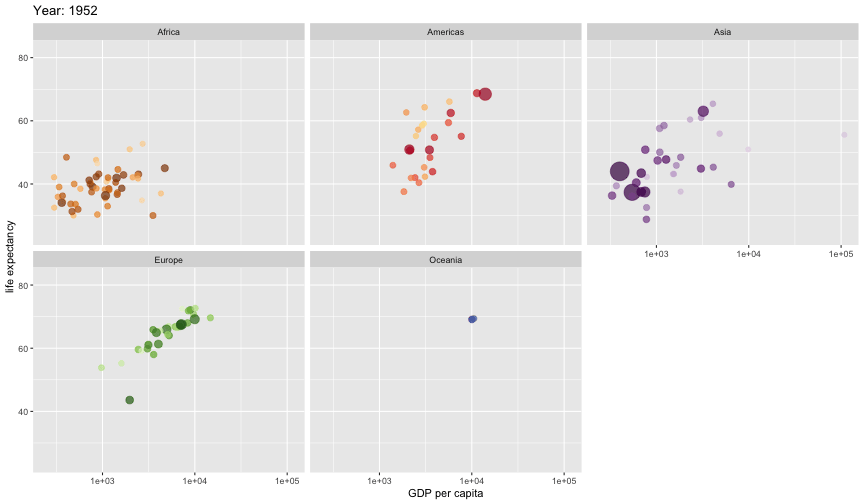 Year: 1952
Africa
Americas
Asia
80
60
40
1e+03 1e+04 1e+05
life expectancy
Europe
Oceania
80
60
40
1e+03 1e+04 1e+05
1e+03 1e+04 1e+05
GDP per capita